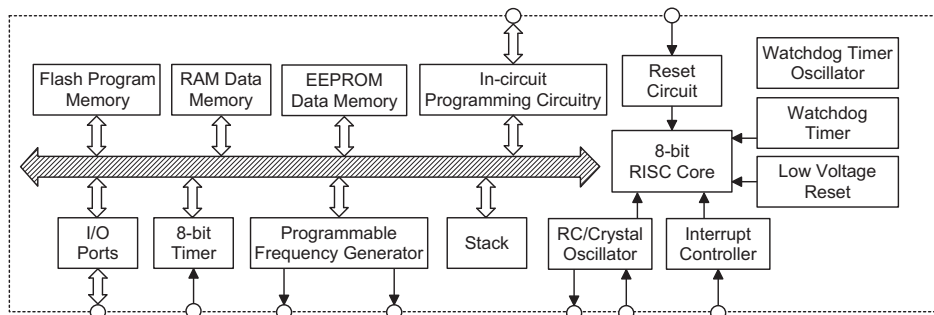 Flash Program
Memory
RAM Data
Memory
EEPROM
Data Memory
In-circuit
Programming Circuitry
Reset
Circuit
Watchdog Timer
Oscillator
Watchdog
Timer
8-bit
RISC Core
Low Voltage
Reset
I/O
Ports
8-bit
Timer
Programmable
Frequency Generator
Stack
RC/Crystal
Oscillator
Interrupt
Controller